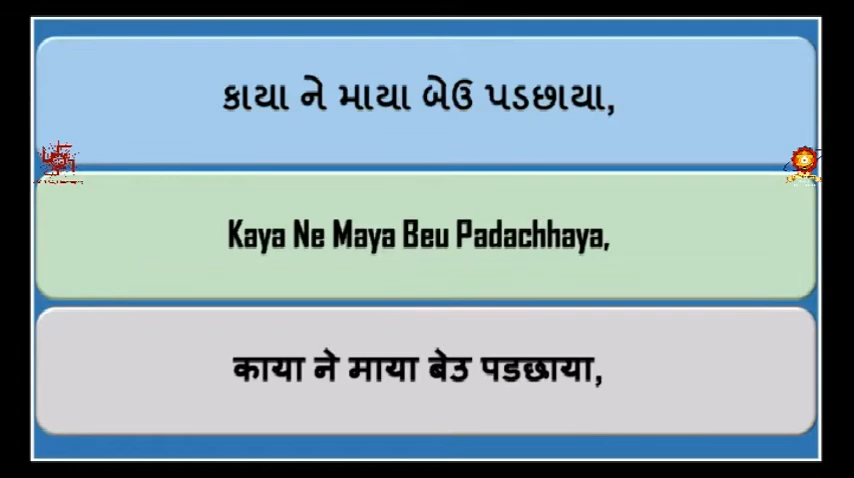 કાયા ને માયા બેઉ પડછાયા,
Kaya Ne Maya Beu Padachhaya,
काया ने माया बेउ पडछाया,